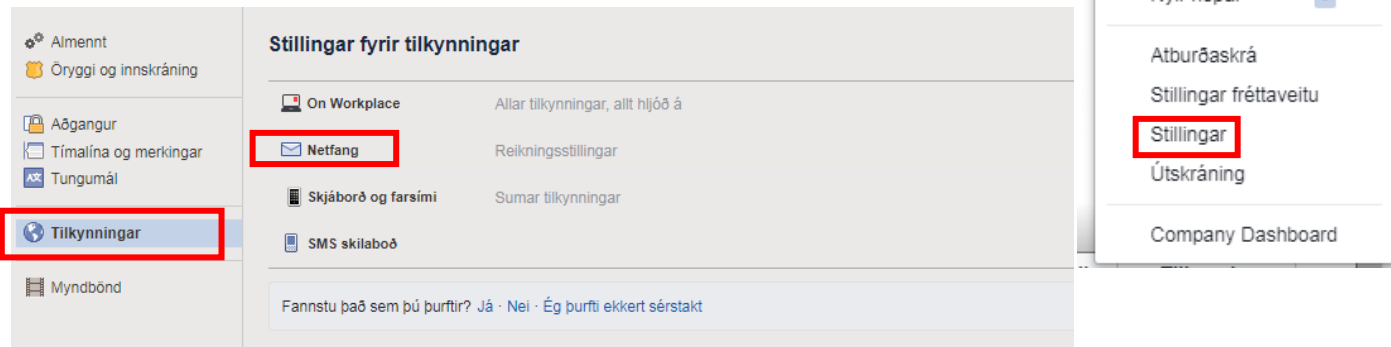 Almennt
Öryggi og innskráning
Aðgangur
Tímalína og merkingar
Tungumál
Tilkynningar
Myndbönd
Stillingar fyrir tilkynningar
On Workplace Allar tilkynningar, allt hljóð á
Netfang Reikningsstillingar
Skjáborð og farsími Sumar tilkynningar
SMS skilaboð
Fannstu það sem þú þurftir? Já · Nei · Ég þurfti ekkert sérstakt
Atburðaskrá
Stillingar fréttaveitu
Stillingar
Útskráning
Company Dashboard